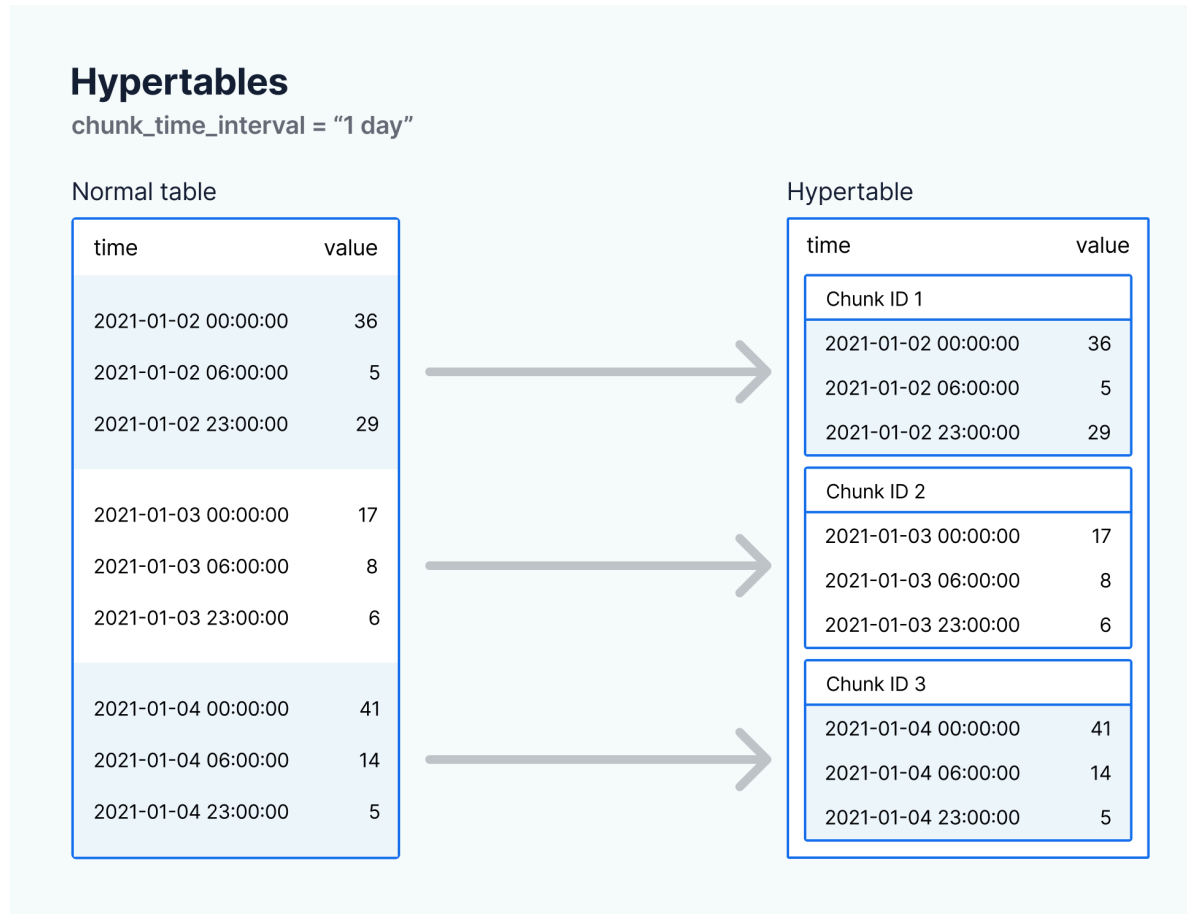 Hypertables
chunk_time_interval = “1 day”
Normal table
time value
2021-01-02 00:00:00 36
2021-01-02 06:00:00 5
2021-01-02 23:00:00 29
2021-01-03 00:00:00 17
2021-01-03 06:00:00 8
2021-01-03 23:00:00 6
2021-01-04 00:00:00 41
2021-01-04 06:00:00 14
2021-01-04 23:00:00 5
Hypertable
time value
Chunk ID 1
2021-01-02 00:00:00 36
2021-01-02 06:00:00 5
2021-01-02 23:00:00 29
Chunk ID 2
2021-01-03 00:00:00 17
2021-01-03 06:00:00 8
2021-01-03 23:00:00 6
Chunk ID 3
2021-01-04 00:00:00 41
2021-01-04 06:00:00 14
2021-01-04 23:00:00 5